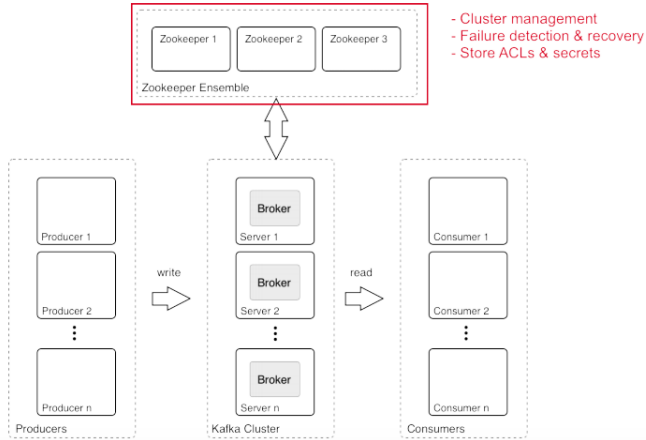 Zookeeper 1
Zookeeper 2
Zookeeper 3
Zookeeper Ensemble
- Cluster management
- Failure detection & recovery
- Store ACLs & secrets
Producer 1
Producer 2
Producer n
Producers
write
Broker
Server 1
Broker
Server 2
Broker
Server n
Kafka Cluster
read
Consumer 1
Consumer 2
Consumer n
Consumers